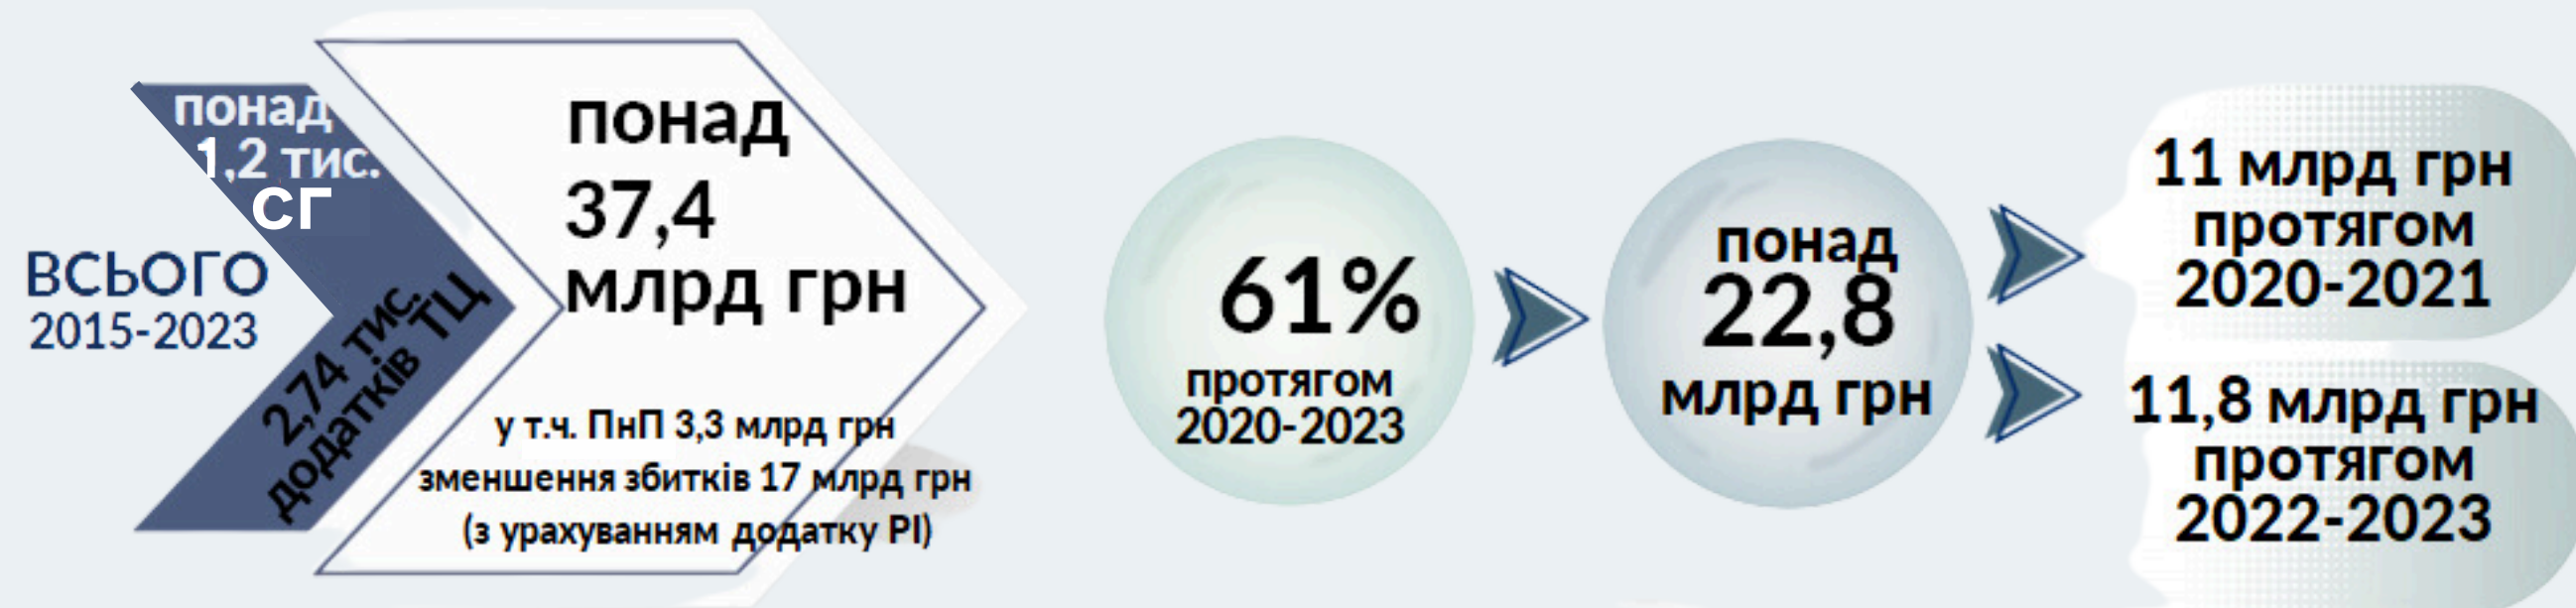 ВСЬОГО
2015-2023
понад
1,2 тис.
СГ
2,74 тис.
додатків ТЦ
понад
37,4
млрд грн
у т.ч. ПнП 3,3 млрд грн
зменшення збитків 17 млрд грн
(з урахуванням додатку РІ)
61%
протягом
2020-2023
понад
22,8
млрд грн
11 млрд грн
протягом
2020-2021
11,8 млрд грн
протягом
2022-2023